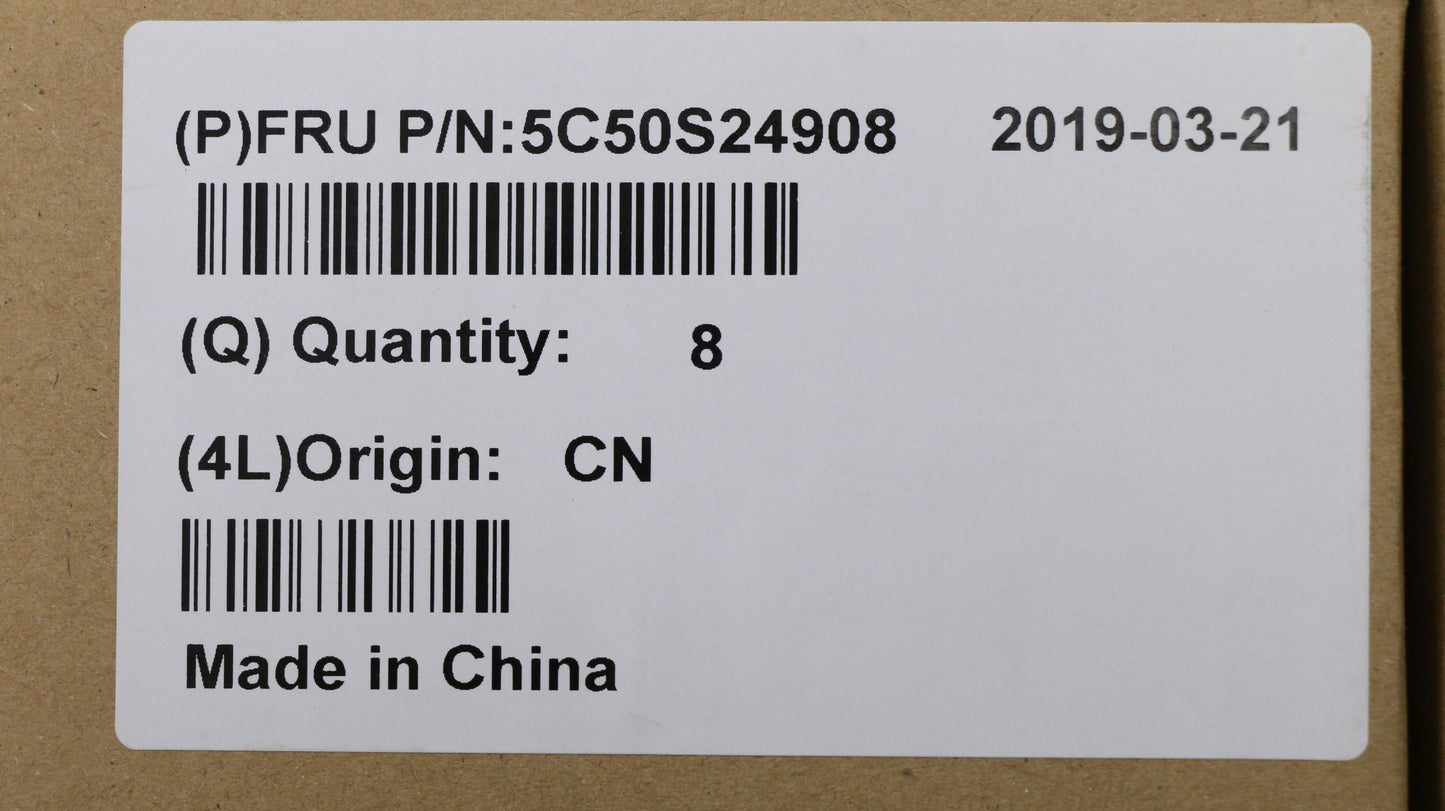 (P)FRU P/N:5C50S24908 2019-03-21
(Q) Quantity: 8
(4L)Origin: CN
Made in China